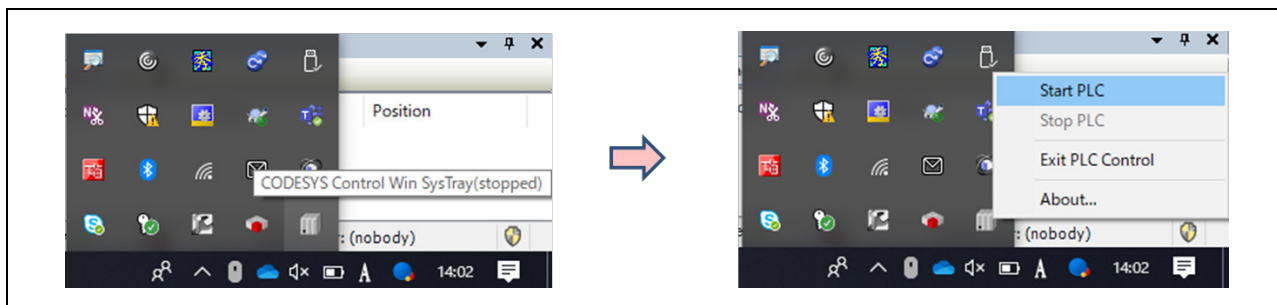 Position
CODESYS Control Win SysTray(stopped)
r: (nobody)
A
14:02
Start PLC
Stop PLC
Exit PLC Control
About...
: (nobody)
A
14:02